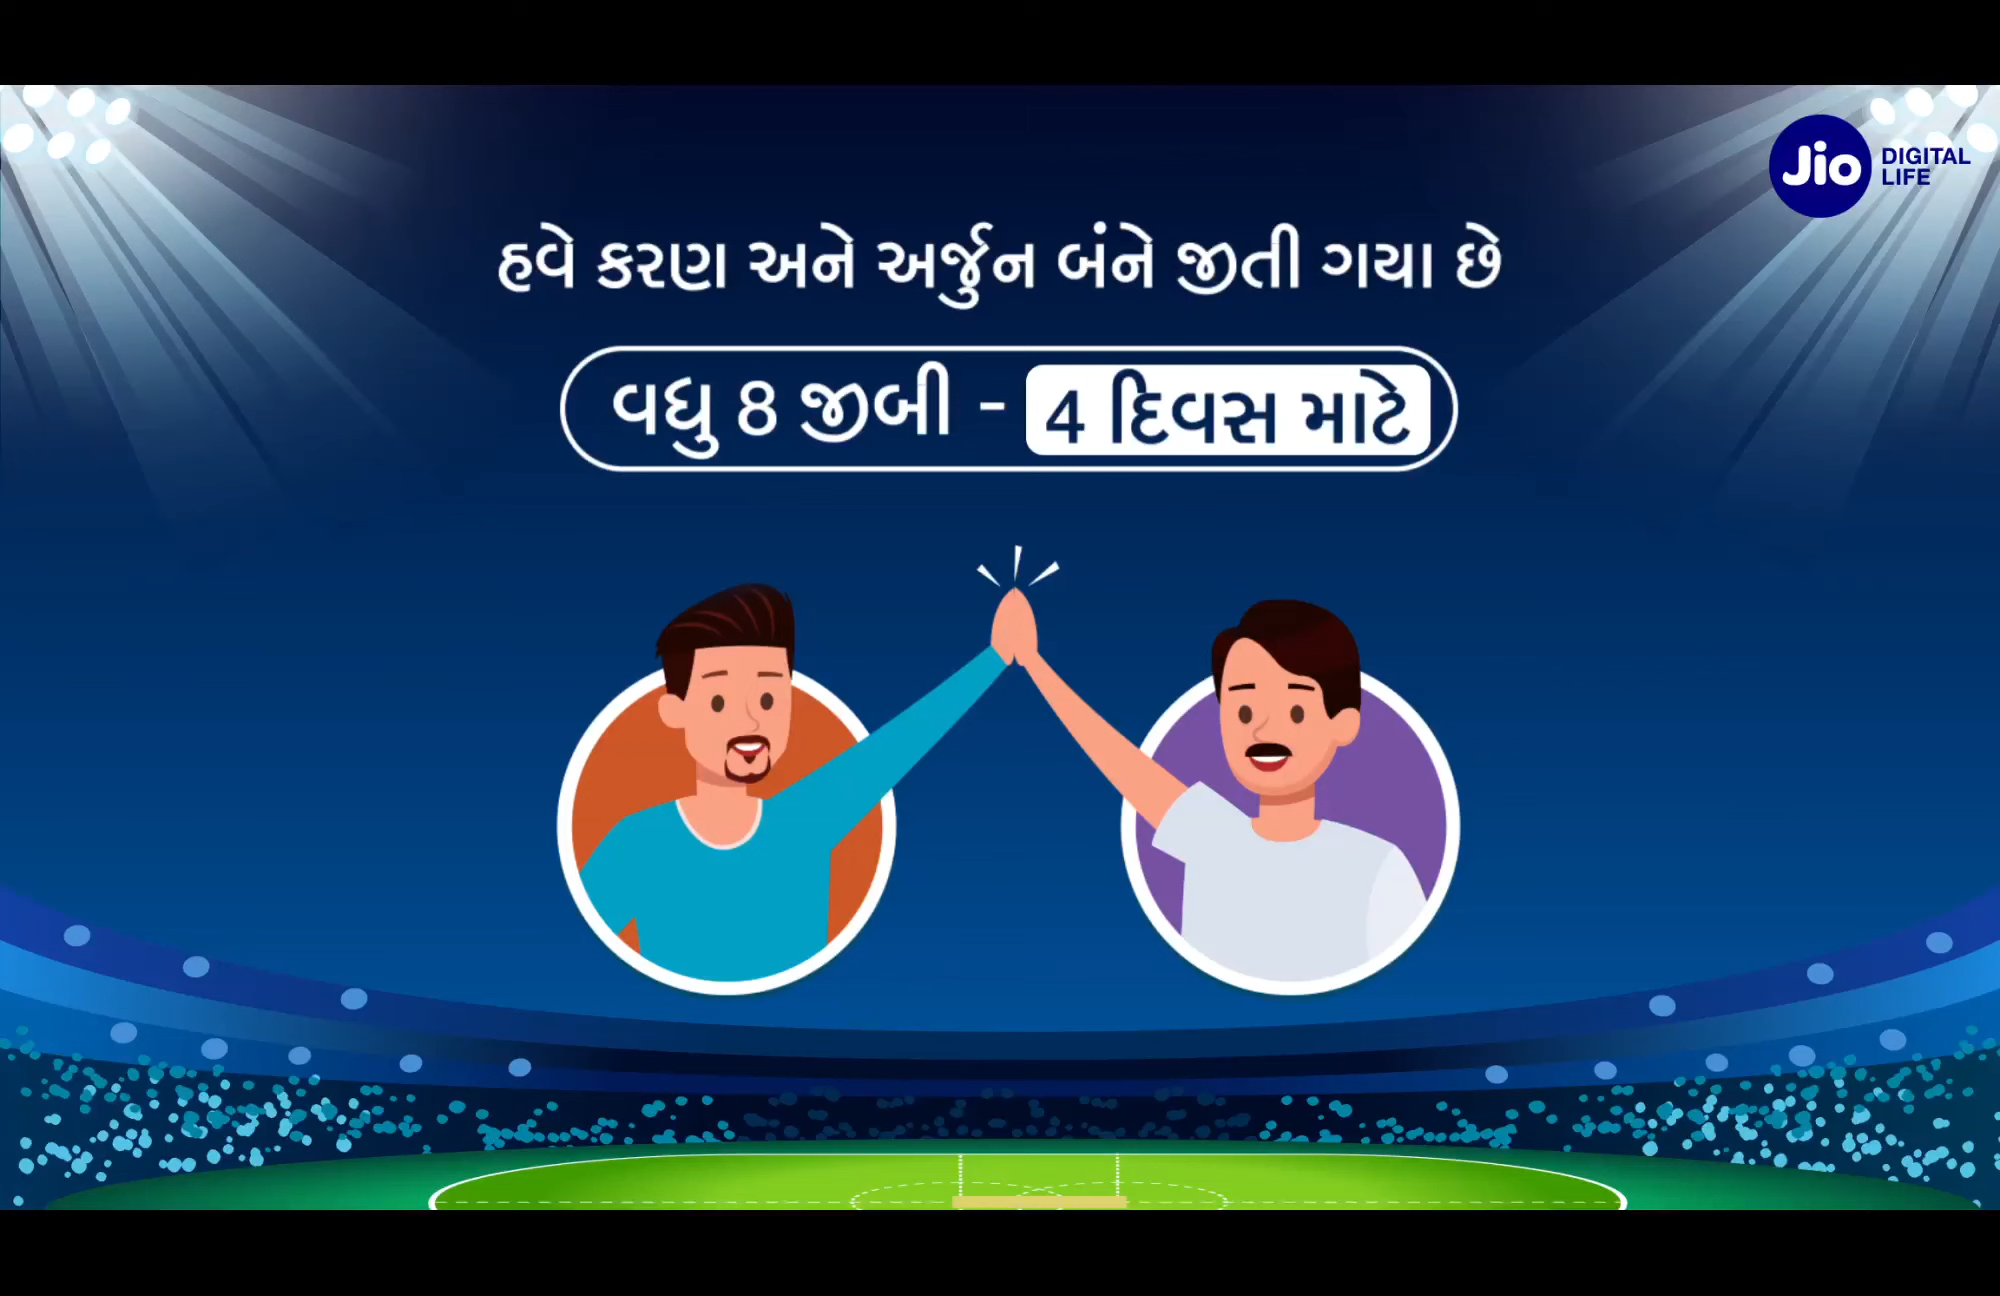 Jio DIGITAL
LIFE
હવે કરણ અને અર્જુન બંને જીતી ગયા છે
વધુ 8 જીબી - 4 દિવસ માટે